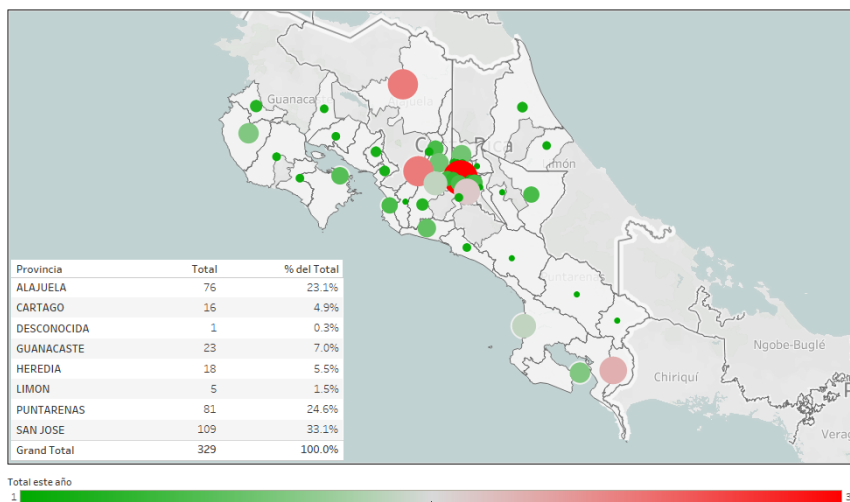 Guanacas
Alajuela
Limón
Puntarenas
Ngobe-Buglé
Chiriquí
Provincia Total % del Total
ALAJUELA 76 23.1%
CARTAGO 16 4.9%
DESCONOCIDA 1 0.3%
GUANACASTE 23 7.0%
HEREDIA 18 5.5%
LIMON 5 1.5%
PUNTARENAS 81 24.6%
SAN JOSE 109 33.1%
Grand Total 329 100.0%
Total este año
1